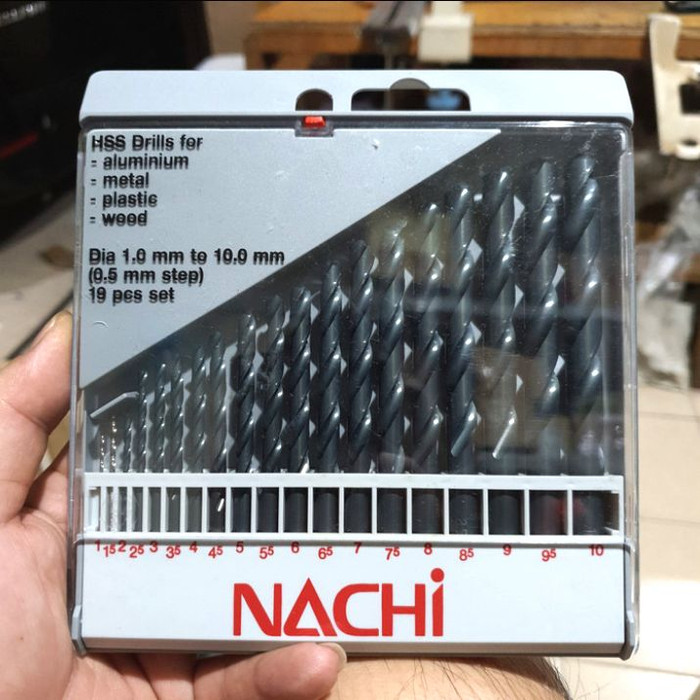 HSS Drills for
- aluminium
- metal
- plastic
- wood
Dia 1.0 mm to 10.0 mm
(0.5 mm step)
19 pcs set
1 15 2 25 3 35 4 45 5 55 6 65 7 75 8 85 9 95 10
NACHi